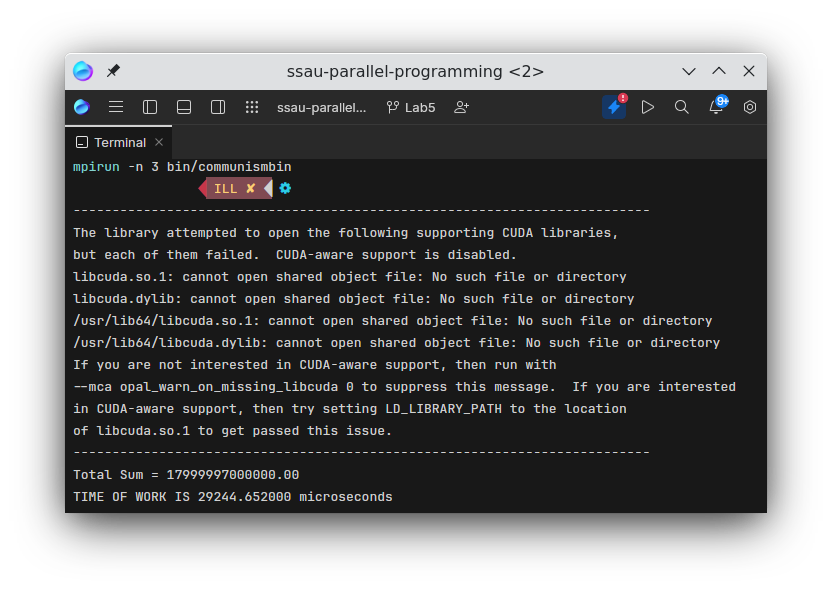 ssau-parallel-programming <2>
ssau-parallel... Lab5 9+
Terminal
mpirun -n 3 bin/communismbin
ILL ✘
--------------------------------------------------------------------------
The library attempted to open the following supporting CUDA libraries,
but each of them failed.  CUDA-aware support is disabled.
libcuda.so.1: cannot open shared object file: No such file or directory
libcuda.dylib: cannot open shared object file: No such file or directory
/usr/lib64/libcuda.so.1: cannot open shared object file: No such file or directory
/usr/lib64/libcuda.dylib: cannot open shared object file: No such file or directory
If you are not interested in CUDA-aware support, then run with
--mca opal_warn_on_missing_libcuda 0 to suppress this message.  If you are interested
in CUDA-aware support, then try setting LD_LIBRARY_PATH to the location
of libcuda.so.1 to get passed this issue.
--------------------------------------------------------------------------
Total Sum = 17999997000000.00
TIME OF WORK IS 29244.652000 microseconds